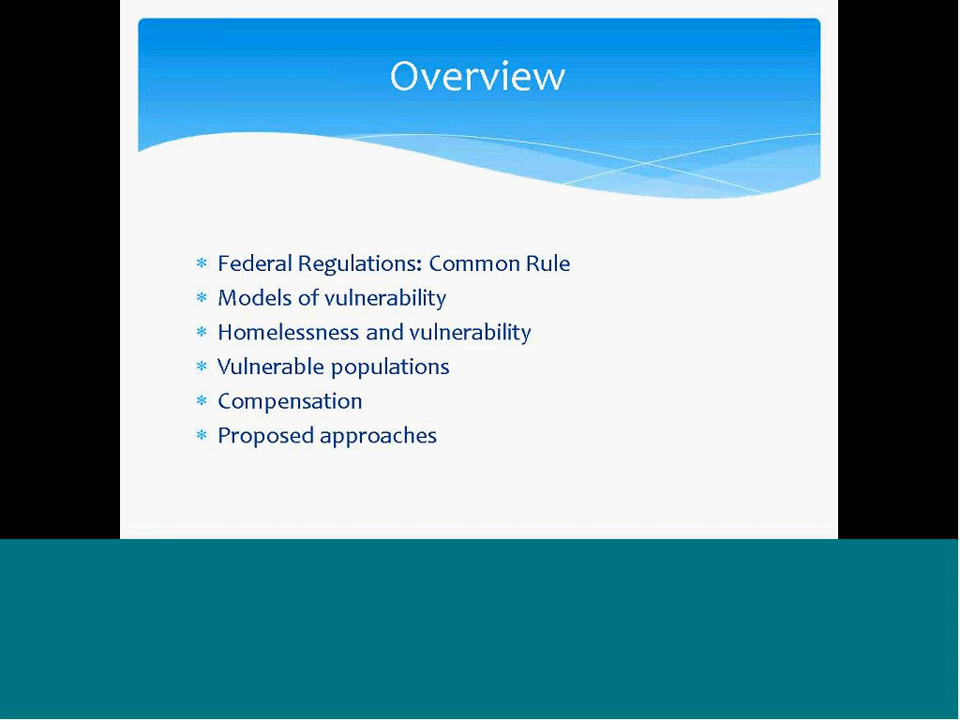 Overview
* Federal Regulations: Common Rule
* Models of vulnerability
* Homelessness and vulnerability
* Vulnerable populations
* Compensation
* Proposed approaches